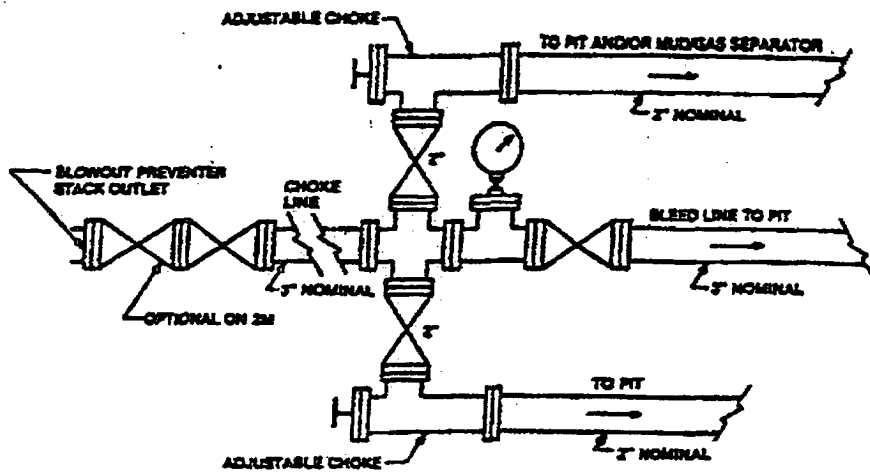 ADJUSTABLE CHOKE
TO PIT AND/OR MUD/GAS SEPARATOR
2" NOMINAL
2"
BLOWOUT PREVENTER
STACK OUTLET
CHOKE
LINE
BLEED LINE TO PIT
3" NOMINAL
3" NOMINAL
OPTIONAL ON 2M
2"
TO PIT
2" NOMINAL
ADJUSTABLE CHOKE